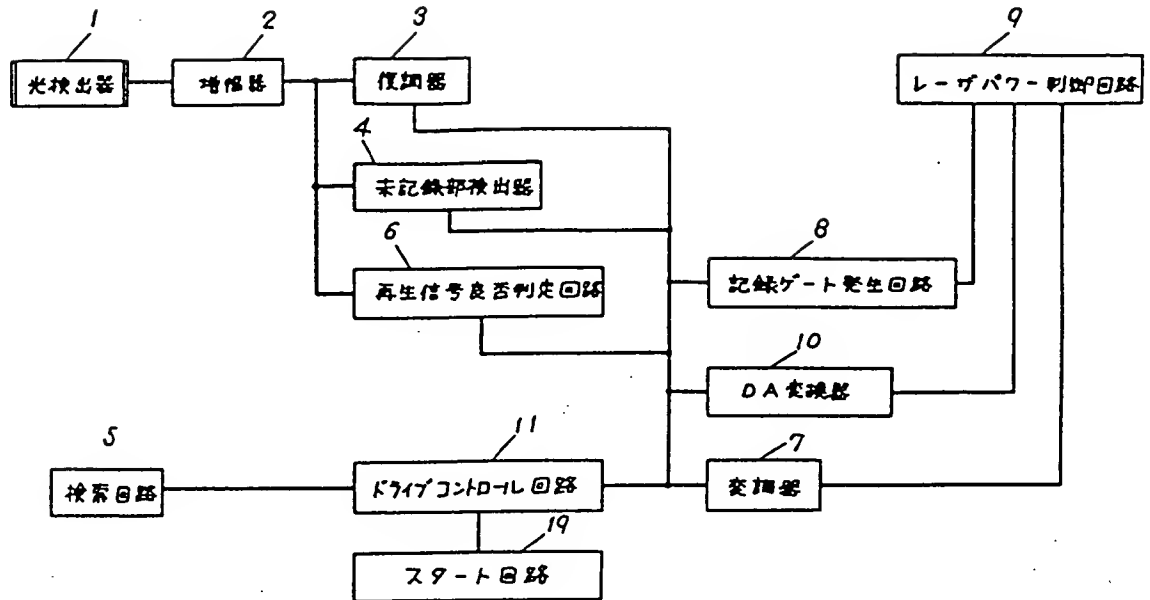 1
2
3
9
光検出器
増幅器
復調器
レーザパワー制御回路
4
未記録部検出器
6
8
再生信号良否判定回路
記録ゲート発生回路
10
DA変換器
5
11
7
検索回路
ドライブコントロール回路
変調器
19
スタート回路